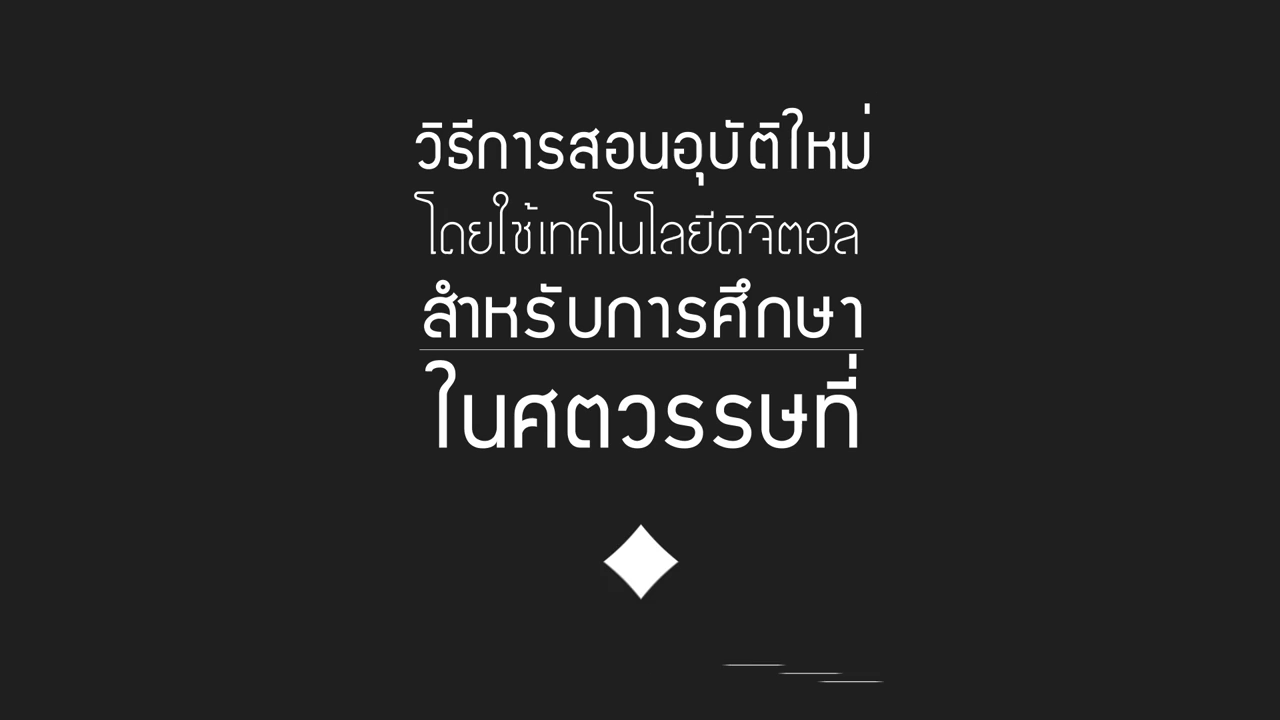 วิธีการสอนอุบัติใหม่
โดยใช้เทคโนโลยีดิจิตอล
สำหรับการศึกษา
ในศตวรรษที่